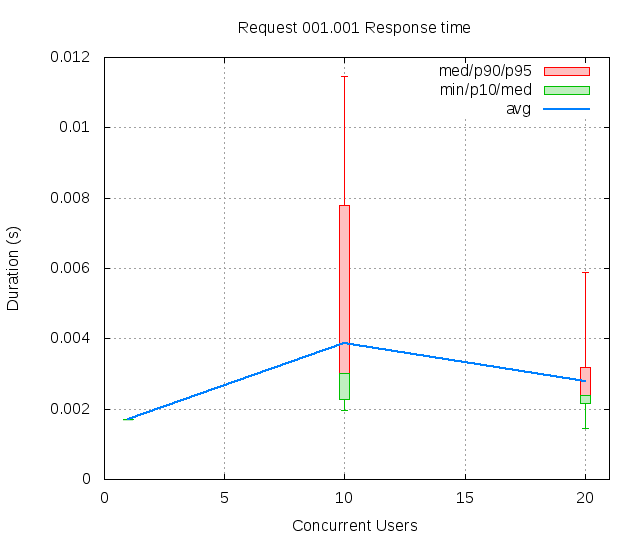 Request 001.001 Response time
0.012
0.01
0.008
0.006
0.004
0.002
0
Duration (s)
med/p90/p95
min/p10/med
avg
0 5 10 15 20
Concurrent Users